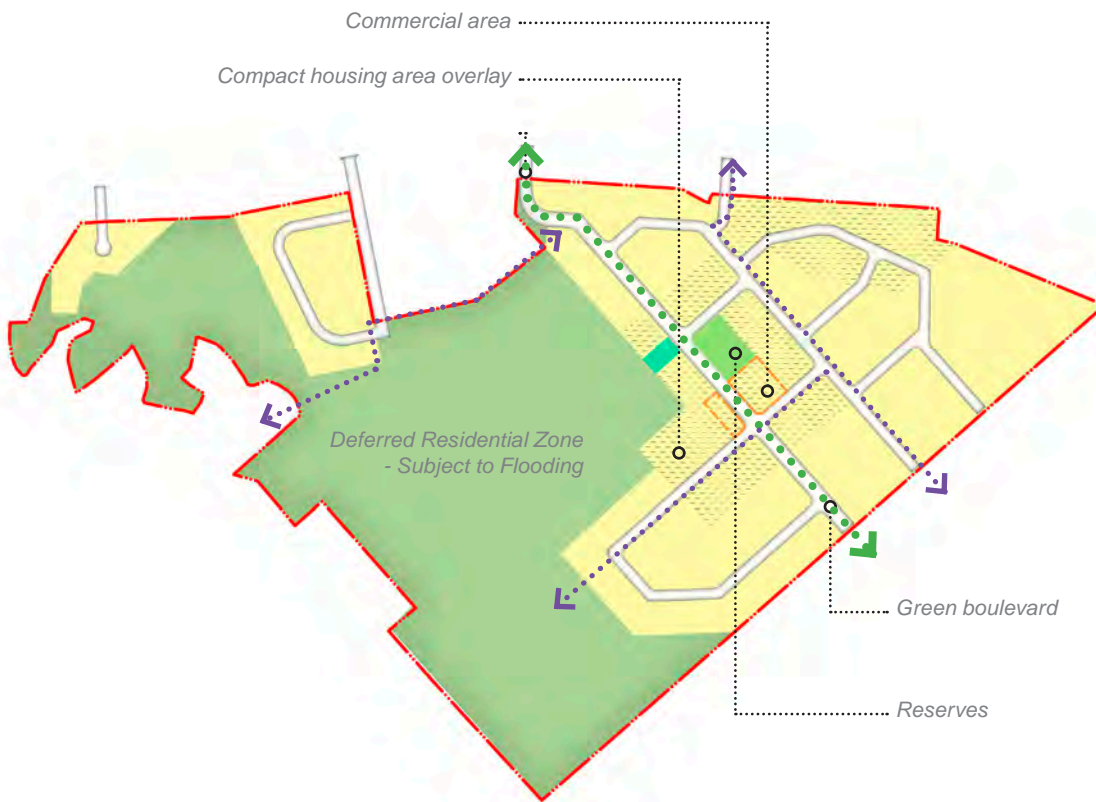 Commercial area
Compact housing area overlay
Deferred Residential Zone
- Subject to Flooding
Green boulevard
Reserves